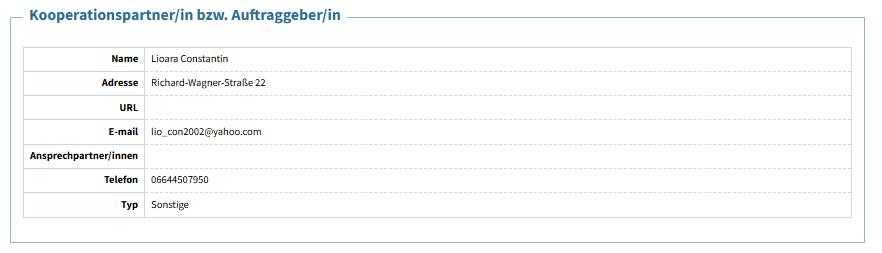 Kooperationspartner/in bzw. Auftraggeber/in
Name Lioara Constantin
Adresse Richard-Wagner-Straße 22
URL
E-mail lio_con2002@yahoo.com
Ansprechpartner/innen
Telefon 06644507950
Typ Sonstige